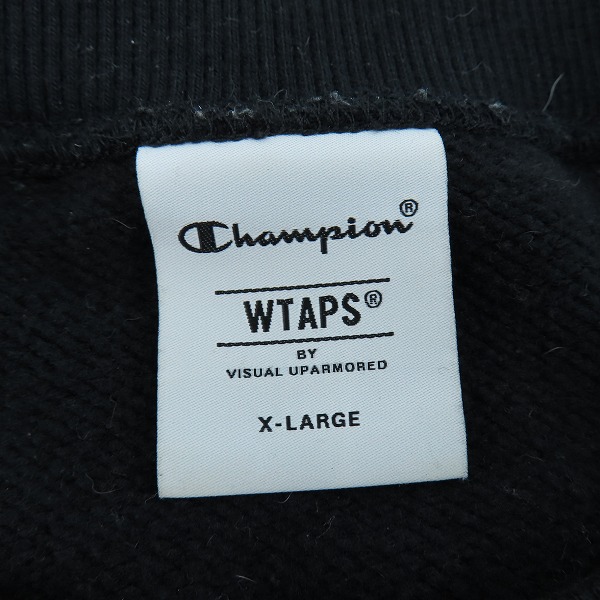 Champion®
WTAPS®
BY
VISUAL UPARMORED
X-LARGE